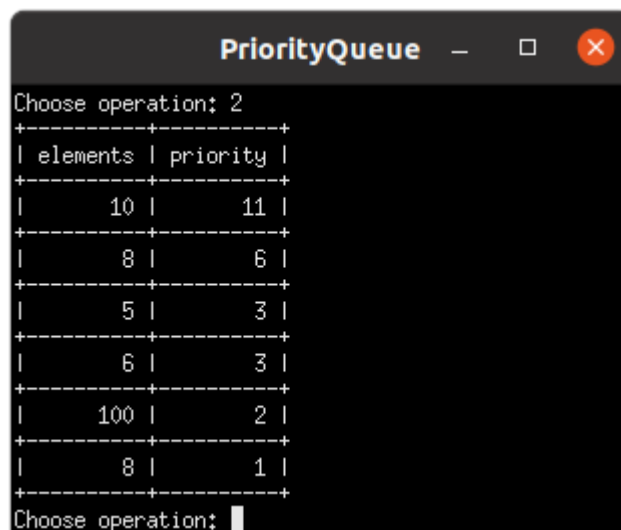 PriorityQueue
Choose operation: 2
+----------+----------+
| elements | priority |
+----------+----------+
|       10 |       11 |
+----------+----------+
|        8 |        6 |
+----------+----------+
|        5 |        3 |
+----------+----------+
|        6 |        3 |
+----------+----------+
|      100 |        2 |
+----------+----------+
|        8 |        1 |
+----------+----------+
Choose operation: